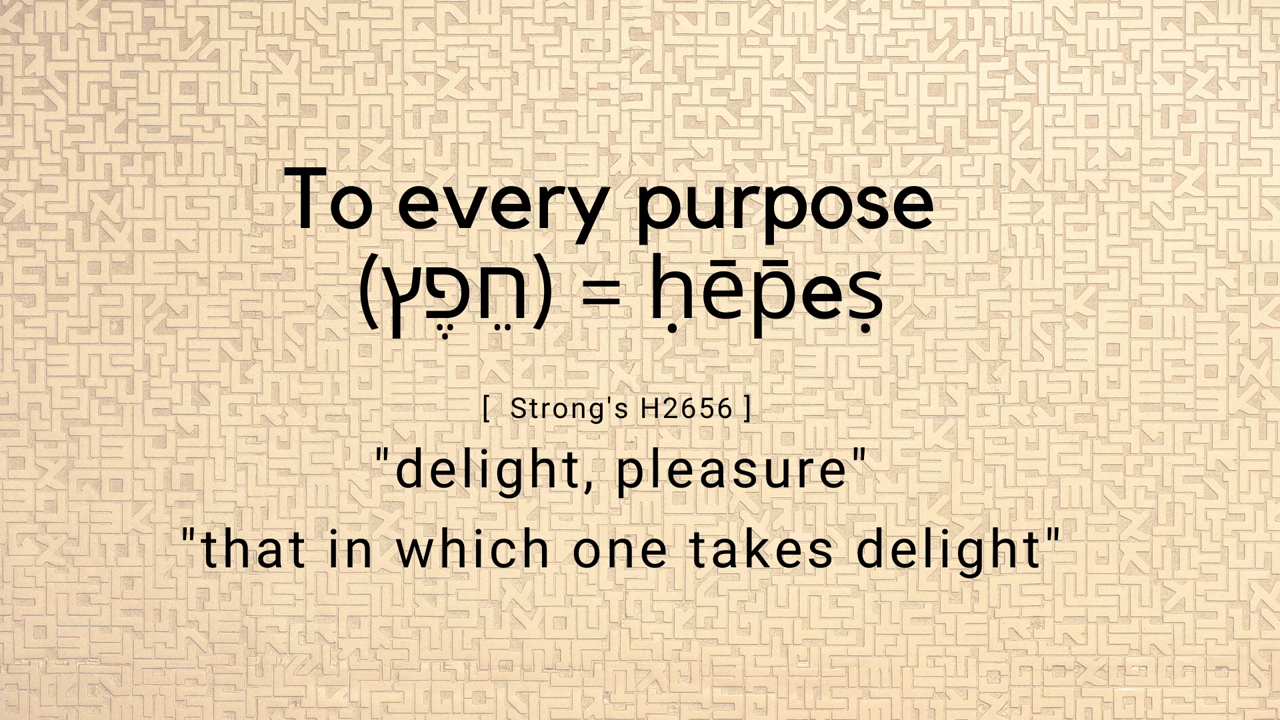 To every purpose
(חֵפֶץ) = ḥēp̄eṣ
[ Strong's H2656 ]
"delight, pleasure"
"that in which one takes delight"